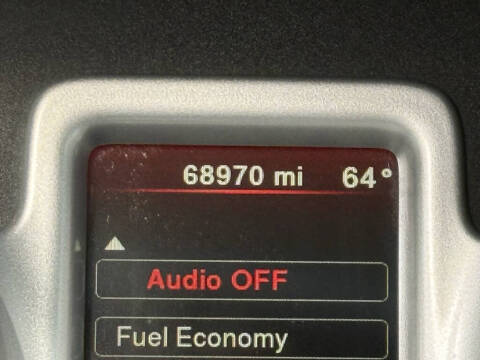 68970 mi 64°
Audio OFF
Fuel Economy